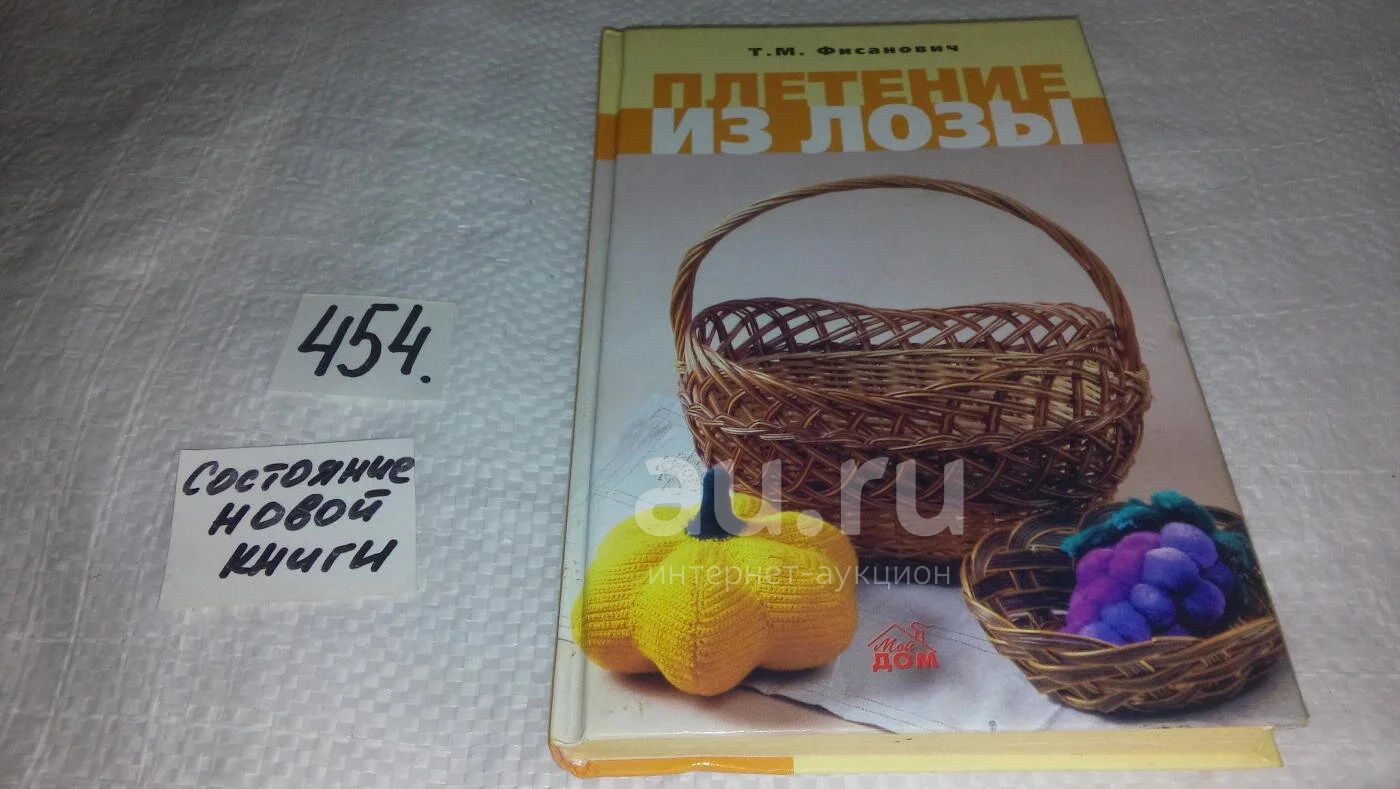 Т.М. Фисанович
ПЛЕТЕНИЕ
ИЗ ЛОЗЫ
454.
Состояние
новой
книги
au.ru
интернет-аукцион
Мой
ДОМ